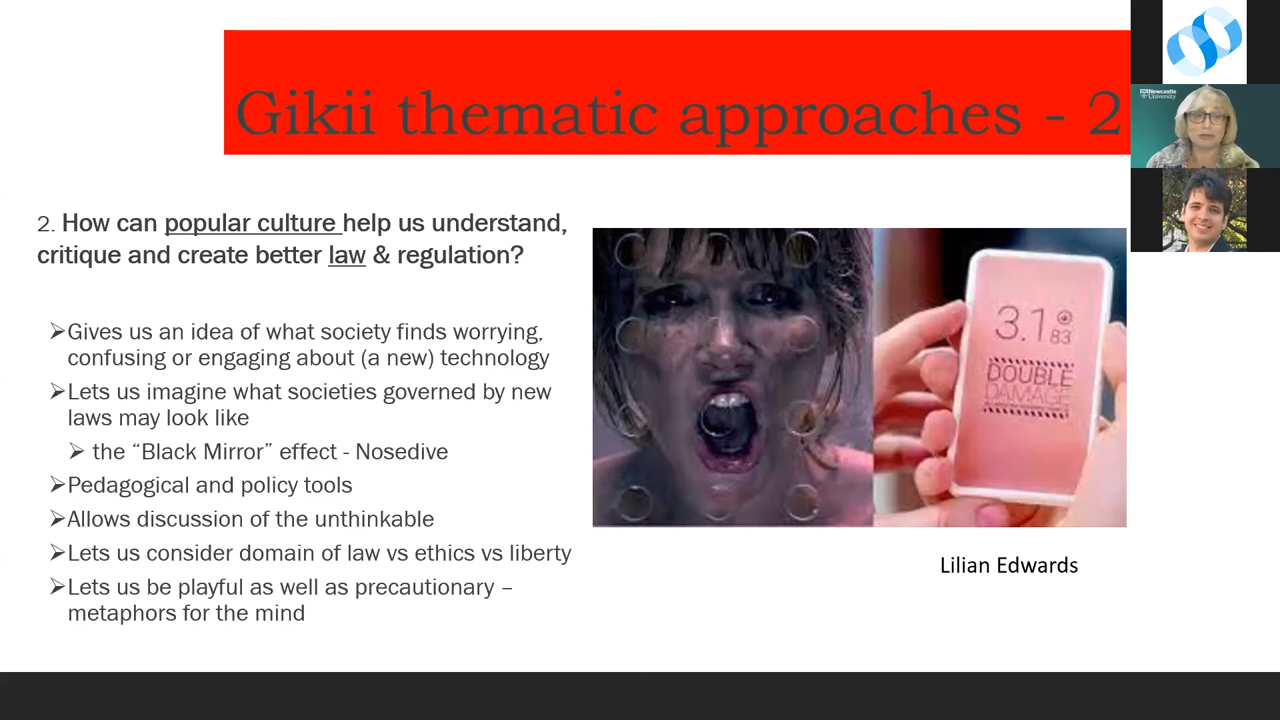 Gikii thematic approaches - 2
Newcastle
University
2. How can popular culture help us understand,
critique and create better law & regulation?
➢Gives us an idea of what society finds worrying,
confusing or engaging about (a new) technology
➢Lets us imagine what societies governed by new
laws may look like
➢ the “Black Mirror” effect - Nosedive
➢Pedagogical and policy tools
➢Allows discussion of the unthinkable
➢Lets us consider domain of law vs ethics vs liberty
➢Lets us be playful as well as precautionary –
metaphors for the mind
3.1
83
DOUBLE
DAMAGE
Lilian Edwards